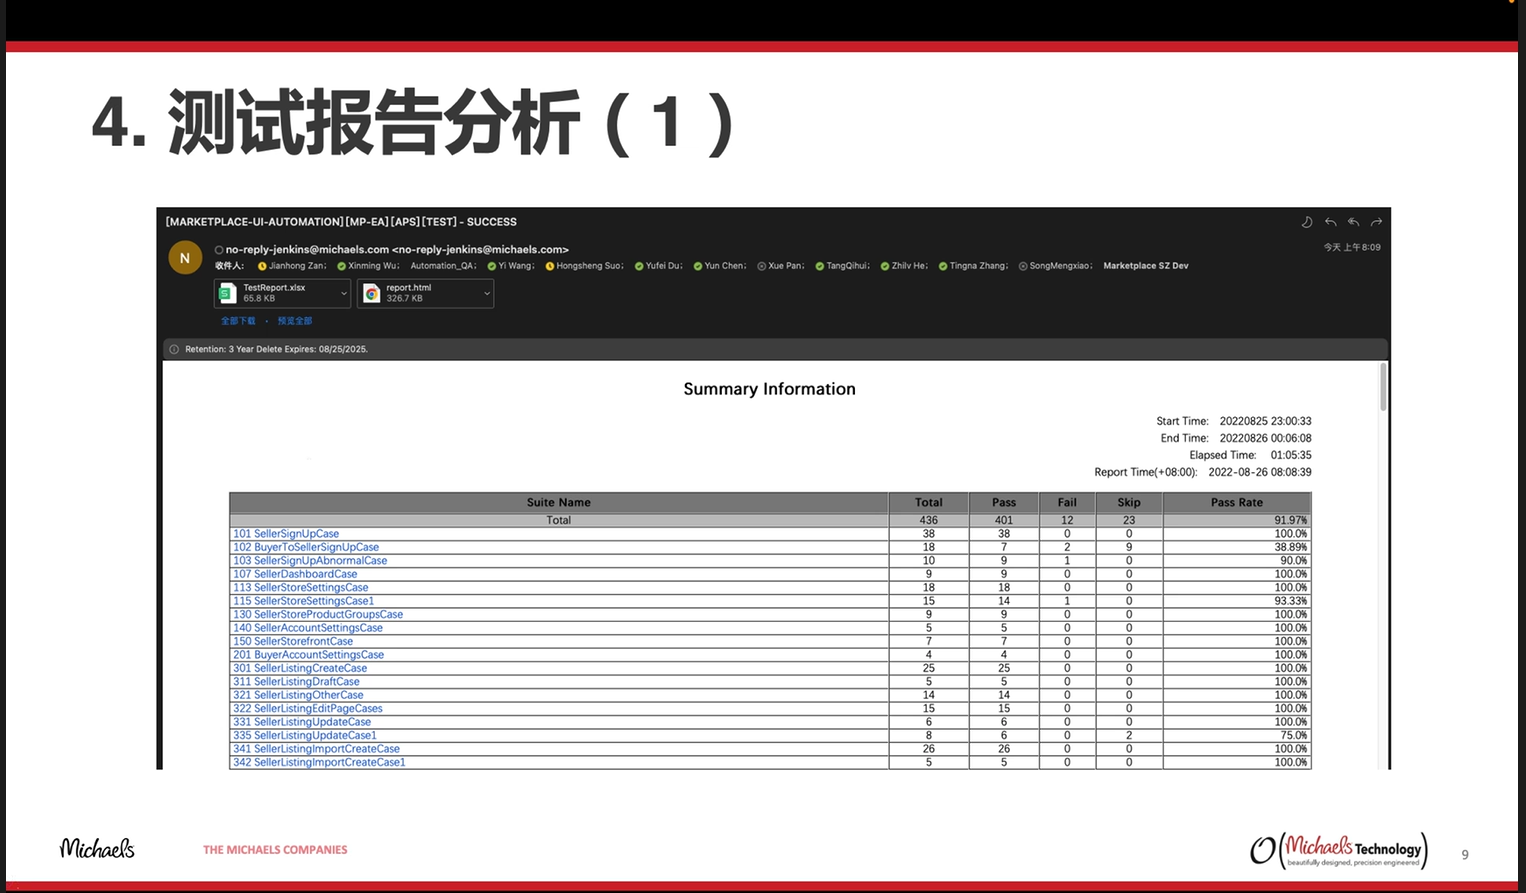 4. 测试报告分析（1）
[MARKETPLACE-UI-AUTOMATION][MP-EA][APS][TEST] - SUCCESS
N
no-reply-jenkins@michaels.com <no-reply-jenkins@michaels.com>
今天 上午8:09
收件人: Jianhong Zan; Xinming Wu; Automation_QA; Yi Wang; Hongsheng Suo; Yufei Du; Yun Chen; Xue Pan; TangQihui; Zhilv He; Tingna Zhang; SongMengxiao; Marketplace SZ Dev
TestReport.xlsx
65.8 KB
report.html
326.7 KB
全部下载 · 预览全部
Retention: 3 Year Delete Expires: 08/25/2025.
Summary Information
Start Time: 20220825 23:00:33
End Time: 20220826 00:06:08
Elapsed Time: 01:05:35
Report Time(+08:00): 2022-08-26 08:08:39
Suite Name Total Pass Fail Skip Pass Rate
Total 436 401 12 23 91.97%
101 SellerSignUpCase 38 38 0 0 100.0%
102 BuyerToSellerSignUpCase 18 7 2 9 38.89%
103 SellerSignUpAbnormalCase 10 9 1 0 90.0%
107 SellerDashboardCase 9 9 0 0 100.0%
113 SellerStoreSettingsCase 18 18 0 0 100.0%
115 SellerStoreSettingsCase1 15 14 1 0 93.33%
130 SellerStoreProductGroupsCase 9 9 0 0 100.0%
140 SellerAccountSettingsCase 5 5 0 0 100.0%
150 SellerStorefrontCase 7 7 0 0 100.0%
201 BuyerAccountSettingsCase 4 4 0 0 100.0%
301 SellerListingCreateCase 25 25 0 0 100.0%
311 SellerListingDraftCase 5 5 0 0 100.0%
321 SellerListingOtherCase 14 14 0 0 100.0%
322 SellerListingEditPageCases 15 15 0 0 100.0%
331 SellerListingUpdateCase 6 6 0 0 100.0%
335 SellerListingUpdateCase1 8 6 0 2 75.0%
341 SellerListingImportCreateCase 26 26 0 0 100.0%
342 SellerListingImportCreateCase1 5 5 0 0 100.0%
Michaels
THE MICHAELS COMPANIES
O(Michaels Technology)
beautifully designed, precision engineered
9